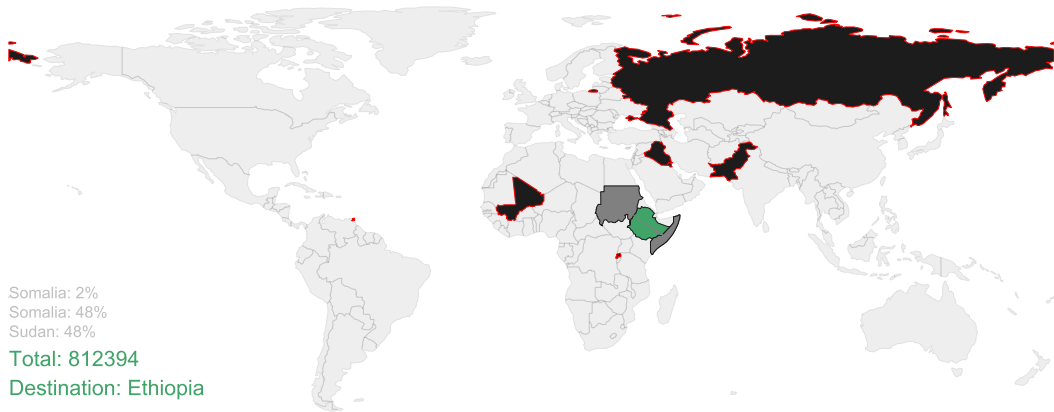 Somalia: 2%
Somalia: 48%
Sudan: 48%
Total: 812394
Destination: Ethiopia